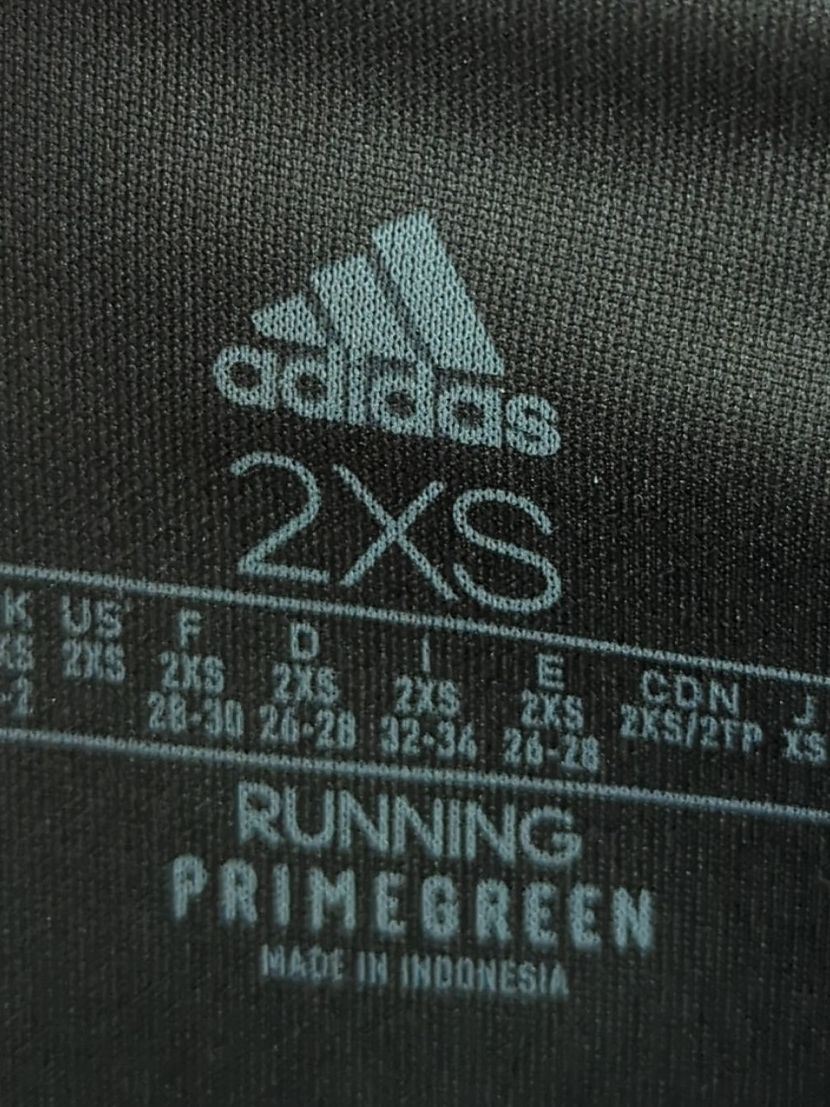 adidas
2XS
K US F D I E CDN J
2XS 2XS 2XS 2XS 2XS 2XS/2TP XS
-2 28-30 26-28 32-34 26-28
RUNNING
PRIMEGREEN
MADE IN INDONESIA